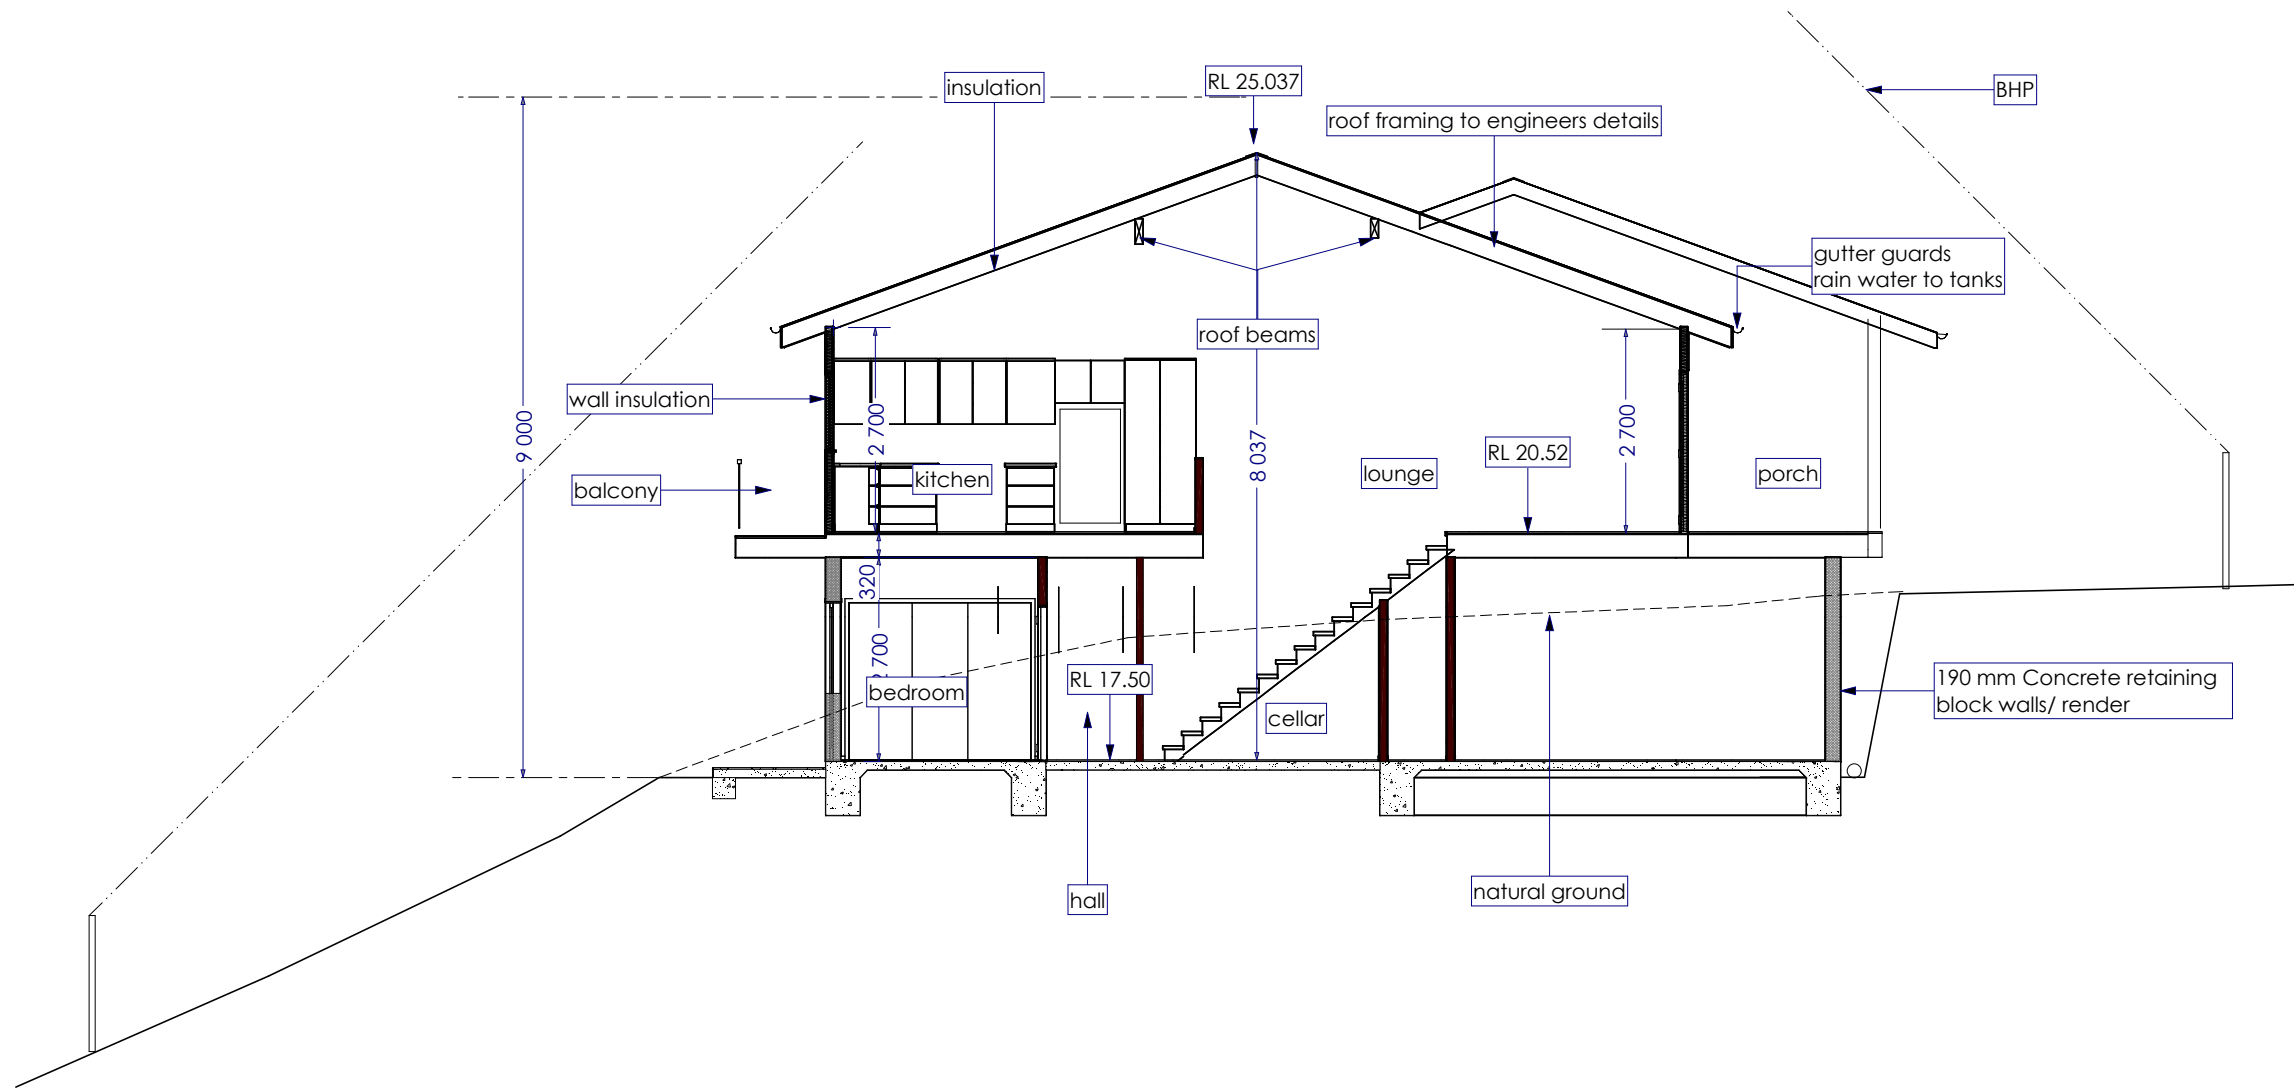 insulation
RL 25.037
BHP
roof framing to engineers details
gutter guards
rain water to tanks
roof beams
wall insulation
9 000
2 700
8 037
2 700
RL 20.52
balcony
kitchen
lounge
porch
320
700
bedroom
RL 17.50
cellar
190 mm Concrete retaining
block walls/ render
hall
natural ground